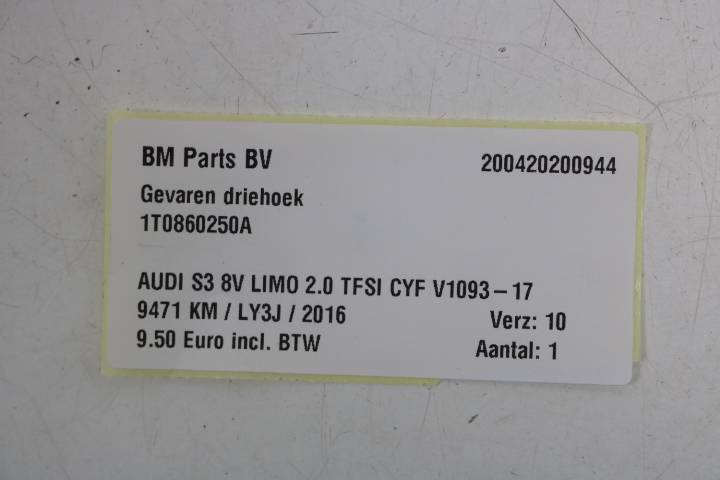 BM Parts BV 200420200944
Gevaren driehoek
1T0860250A
AUDI S3 8V LIMO 2.0 TFSI CYF V1093-17
9471 KM / LY3J / 2016 Verz: 10
9.50 Euro incl. BTW Aantal: 1